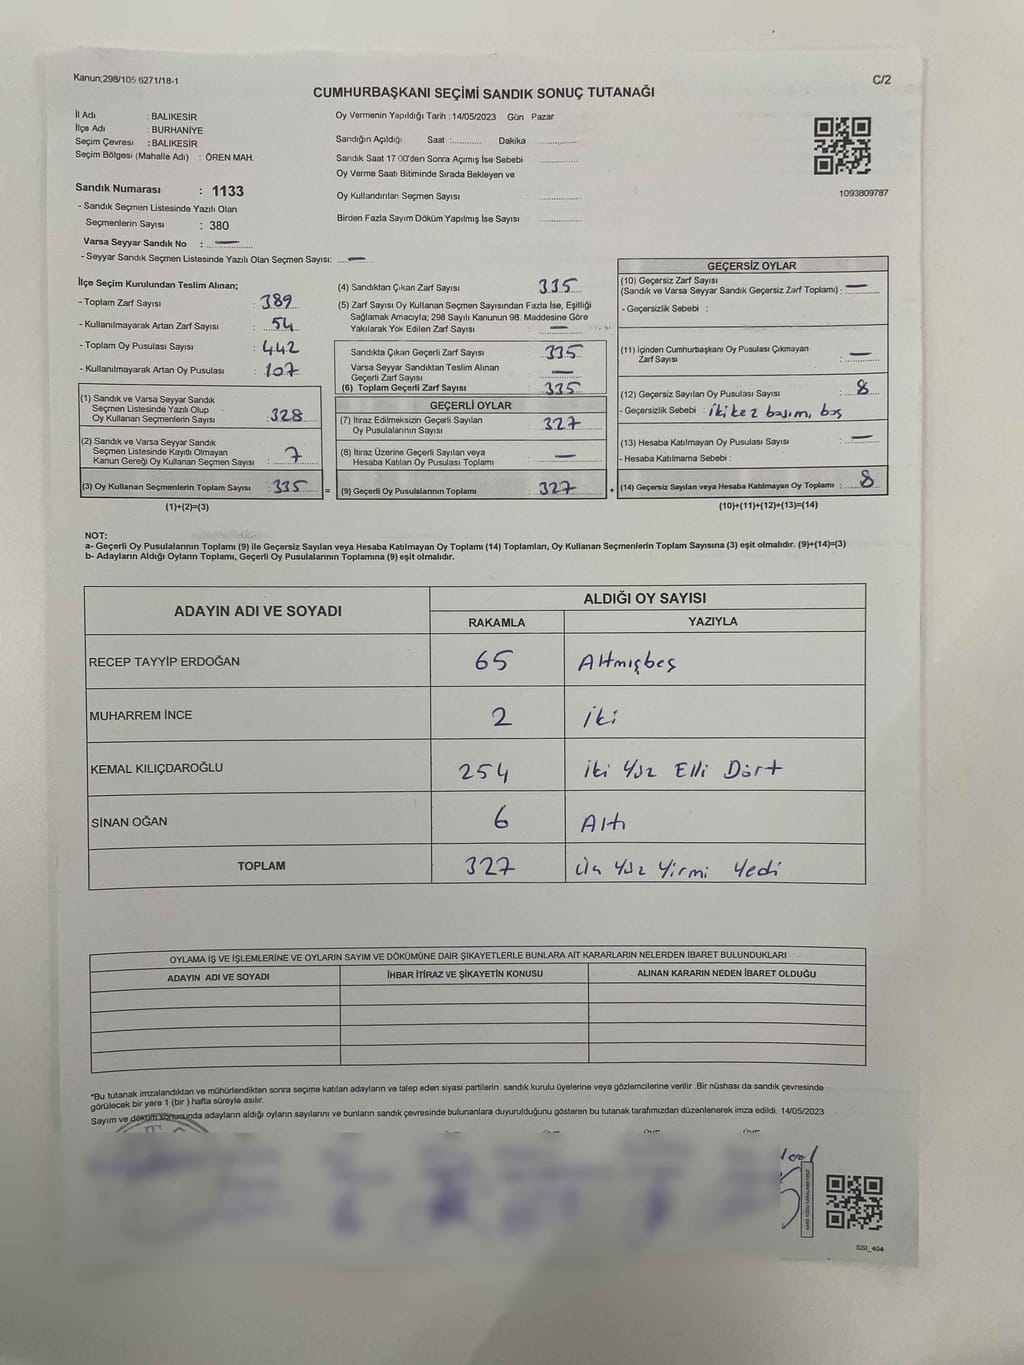 Kanun;298/105 6271/18-1
C/2
CUMHURBAŞKANI SEÇİMİ SANDIK SONUÇ TUTANAĞI
İl Adı : BALIKESİR
İlçe Adı : BURHANİYE
Seçim Çevresi : BALIKESİR
Seçim Bölgesi (Mahalle Adı) : ÖREN MAH.
Sandık Numarası : 1133
- Sandık Seçmen Listesinde Yazılı Olan
Seçmenlerin Sayısı : 380
Varsa Seyyar Sandık No : —
- Seyyar Sandık Seçmen Listesinde Yazılı Olan Seçmen Sayısı: —
Oy Vermenin Yapıldığı Tarih : 14/05/2023 Gün Pazar
Sandığın Açıldığı Saat :........... Dakika ..............
Sandık Saat 17 00'den Sonra Açımış İse Sebebi ..............
Oy Verme Saati Bitiminde Sırada Bekleyen ve
Oy Kullandırılan Seçmen Sayısı ..............
Birden Fazla Sayım Döküm Yapılmış İse Sayısı ..............
1093809787
İlçe Seçim Kurulundan Teslim Alınan;
- Toplam Zarf Sayısı : 389
- Kullanılmayarak Artan Zarf Sayısı : 54
- Toplam Oy Pusulası Sayısı : 442
- Kullanılmayarak Artan Oy Pusulası : 107
(1) Sandık ve Varsa Seyyar Sandık
Seçmen Listesinde Yazılı Olup
Oy Kullanan Seçmenlerin Sayısı : 328
(2) Sandık ve Varsa Seyyar Sandık
Seçmen Listesinde Kayıtlı Olmayan
Kanun Gereği Oy Kullanan Seçmen Sayısı : 7
(3) Oy Kullanan Seçmenlerin Toplam Sayısı : 335
(1)+(2)=(3)
(4) Sandıktan Çıkan Zarf Sayısı 335
(5) Zarf Sayısı Oy Kullanan Seçmen Sayısından Fazla İse, Eşitliği
Sağlamak Amacıyla; 298 Sayılı Kanunun 98. Maddesine Göre
Yakılarak Yok Edilen Zarf Sayısı —
Sandıkta Çıkan Geçerli Zarf Sayısı 335
Varsa Seyyar Sandıktan Teslim Alınan
Geçerli Zarf Sayısı —
(6) Toplam Geçerli Zarf Sayısı 335
GEÇERLİ OYLAR
(7) İtiraz Edilmeksizin Geçerli Sayılan
Oy Pusulalarının Sayısı 327
(8) İtiraz Üzerine Geçerli Sayılan veya
Hesaba Katılan Oy Pusulası Toplamı —
= (9) Geçerli Oy Pusulalarının Toplamı 327 +
GEÇERSİZ OYLAR
(10) Geçersiz Zarf Sayısı
(Sandık ve Varsa Seyyar Sandık Geçersiz Zarf Toplamı) : —
- Geçersizlik Sebebi :
(11) İçinden Cumhurbaşkanı Oy Pusulası Çıkmayan
Zarf Sayısı : —
(12) Geçersiz Sayılan Oy Pusulası Sayısı : 8
- Geçersizlik Sebebi : iki kez basım, boş
(13) Hesaba Katılmayan Oy Pusulası Sayısı : —
- Hesaba Katılmama Sebebi :
(14) Geçersiz Sayılan veya Hesaba Katılmayan Oy Toplamı : 8
(10)+(11)+(12)+(13)=(14)
NOT:
a- Geçerli Oy Pusulalarının Toplamı (9) ile Geçersiz Sayılan veya Hesaba Katılmayan Oy Toplamı (14) Toplamları, Oy Kullanan Seçmenlerin Toplam Sayısına (3) eşit olmalıdır. (9)+(14)=(3)
b- Adayların Aldığı Oyların Toplamı, Geçerli Oy Pusulalarının Toplamına (9) eşit olmalıdır.
ADAYIN ADI VE SOYADI
ALDIĞI OY SAYISI
RAKAMLA YAZIYLA
RECEP TAYYİP ERDOĞAN 65 Altmışbeş
MUHARREM İNCE 2 iki
KEMAL KILIÇDAROĞLU 254 iki Yüz Elli Dört
SİNAN OĞAN 6 Altı
TOPLAM 327 Üç Yüz Yirmi Yedi
OYLAMA İŞ VE İŞLEMLERİNE VE OYLARIN SAYIM VE DÖKÜMÜNE DAİR ŞİKAYETLERLE BUNLARA AİT KARARLARIN NELERDEN İBARET BULUNDUKLARI
ADAYIN ADI VE SOYADI İHBAR İTİRAZ VE ŞİKAYETİN KONUSU ALINAN KARARIN NEDEN İBARET OLDUĞU
*Bu tutanak imzalandıktan ve mühürlendikten sonra seçime katılan adayların ve talep eden siyasi partilerin sandık kurulu üyelerine veya gözlemcilerine verilir .Bir nüshası da sandık çevresinde
görülecek bir yere 1 (bir ) hafta süreyle asılır.
Sayım ve döküm sonucunda adayların aldığı oyların sayılarını ve bunların sandık çevresinde bulunanlara duyurulduğunu gösteren bu tutanak tarafımızdan düzenlenerek imza edildi. 14/05/2023
SSI_404